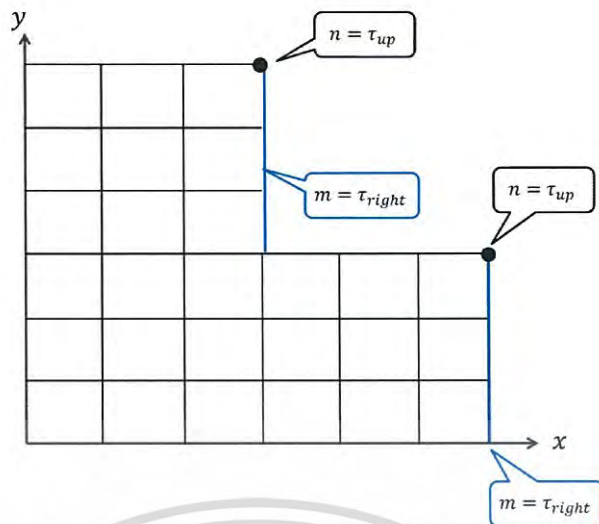 y
n = τ_up
m = τ_right
n = τ_up
x
m = τ_right